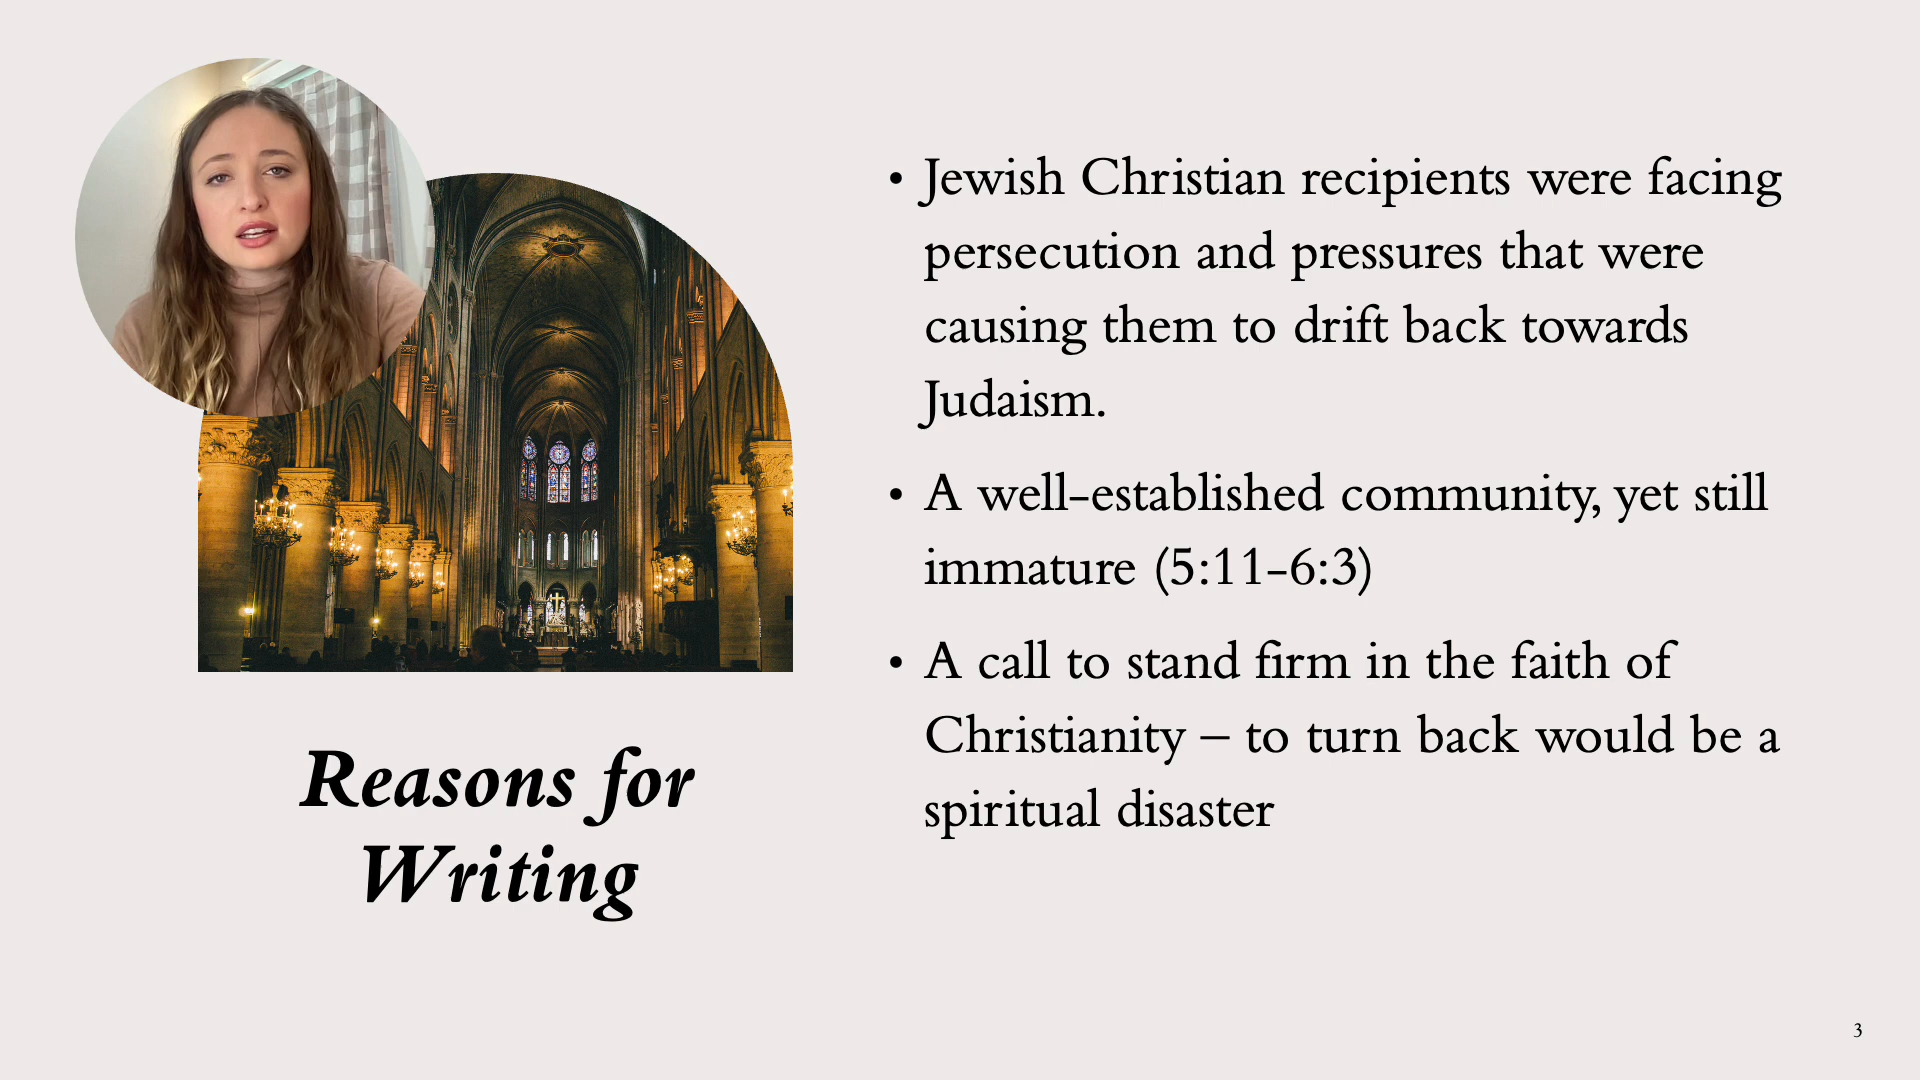 Reasons for
Writing
• Jewish Christian recipients were facing
persecution and pressures that were
causing them to drift back towards
Judaism.
• A well-established community, yet still
immature (5:11-6:3)
• A call to stand firm in the faith of
Christianity – to turn back would be a
spiritual disaster
3